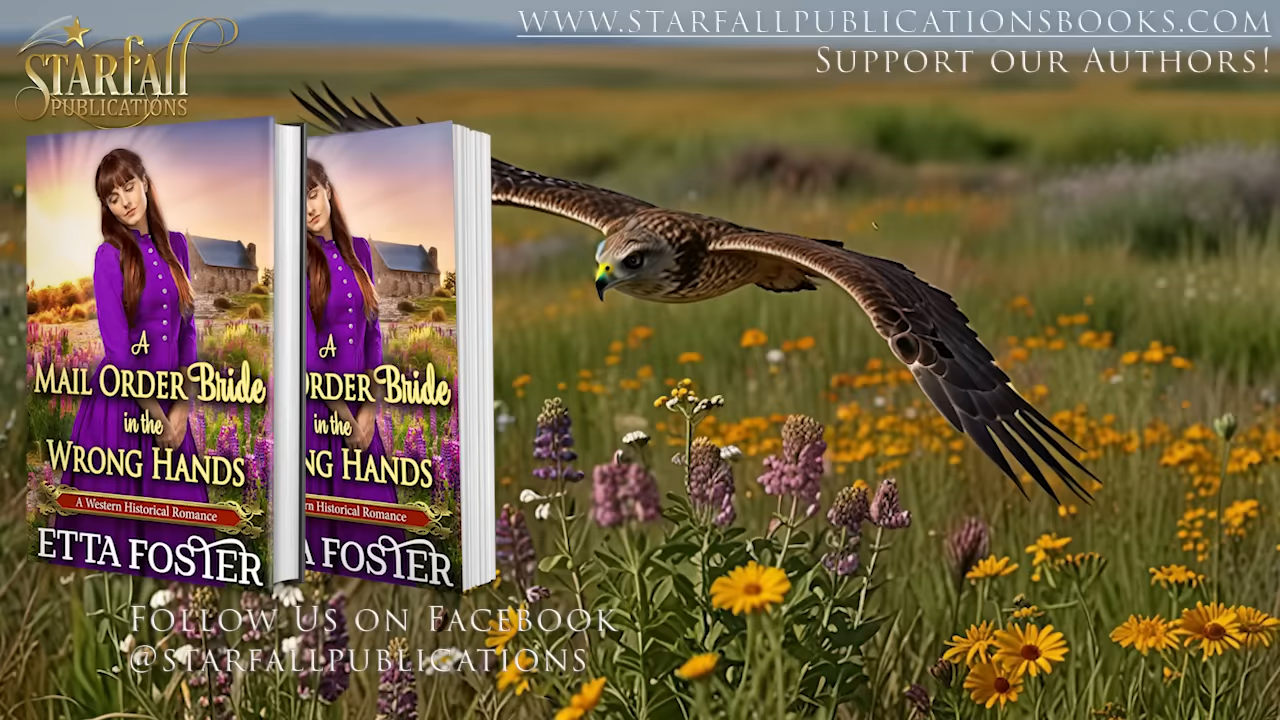 WWW.STARFALLPUBLICATIONSBOOKS.COM
SUPPORT OUR AUTHORS!
STARfall
PUBLICATIONS
A
MAIL ORDER Bride
in the
WRONG HANDS
A Western Historical Romance
ETTA FOSTER
A
ORDER Bride
in the
NG HANDS
rn Historical Romance
A FOSTER
FOLLOW US ON FACEBOOK
@STARFALLPUBLICATIONS